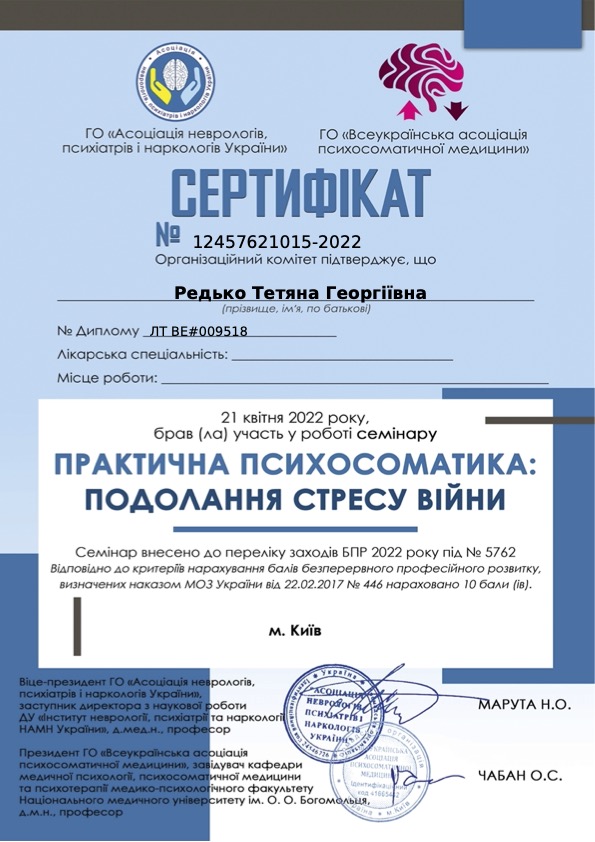 Асоціація
неврологів, психіатрів і наркологів України
ГО «Асоціація неврологів,
психіатрів і наркологів України»
ГО «Всеукраїнська асоціація
психосоматичної медицини»
СЕРТИФІКАТ
№ 12457621015-2022
Організаційний комітет підтверджує, що
Редько Тетяна Георгіївна
(прізвище, ім'я, по батькові)
№ Диплому ЛТ ВЕ#009518
Лікарська спеціальність:
Місце роботи:
21 квітня 2022 року,
брав (ла) участь у роботі семінару
ПРАКТИЧНА ПСИХОСОМАТИКА:
ПОДОЛАННЯ СТРЕСУ ВІЙНИ
Семінар внесено до переліку заходів БПР 2022 року під № 5762
Відповідно до критеріїв нарахування балів безперервного професійного розвитку,
визначених наказом МОЗ України від 22.02.2017 № 446 нараховано 10 бали (ів).
м. Київ
Віце-президент ГО «Асоціація неврологів,
психіатрів і наркологів України»,
заступник директора з наукової роботи
ДУ «Інститут неврології, психіатрії та наркології
НАМН України», д.мед.н., професор
МАРУТА Н.О.
Президент ГО «Всеукраїнська асоціація
психосоматичної медицини», завідувач кафедри
медичної психології, психосоматичної медицини
та психотерапії медико-психологічного факультету
Національного медичного університету ім. О. О. Богомольця,
д.м.н., професор
ЧАБАН О.С.
Україна
АСОЦІАЦІЯ
НЕВРОЛОГІВ
ПСИХІАТРІВ І
НАРКОЛОГІВ
УКРАЇНИ
УКРАЇНСЬКА
АСОЦІАЦІЯ
ПСИХОСОМАТИЧНОЇ
МЕДИЦИНИ
Ідентифікаційний
м.Київ